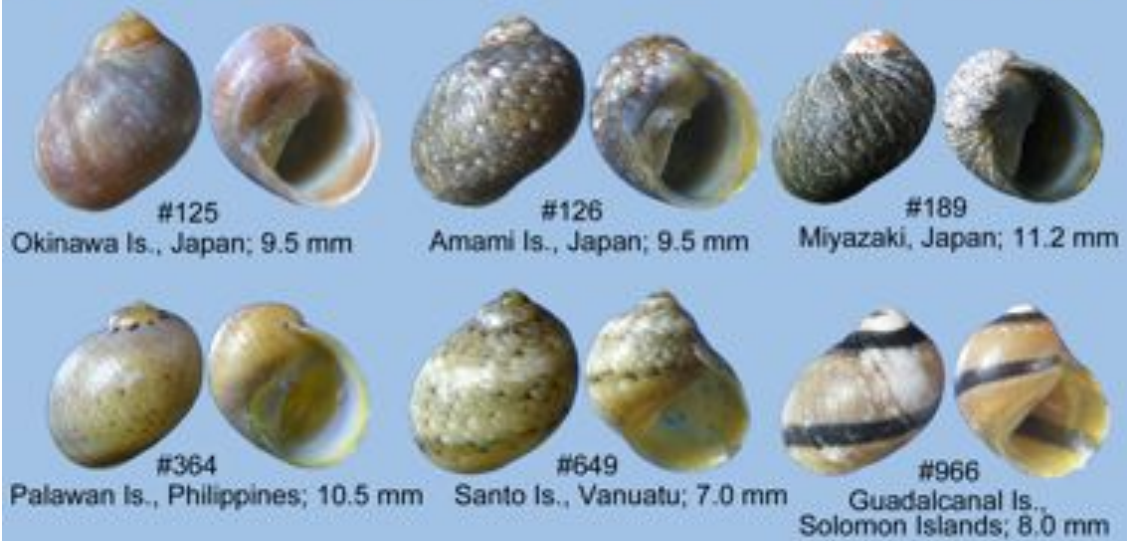 #125
Okinawa Is., Japan; 9.5 mm
#126
Amami Is., Japan; 9.5 mm
#189
Miyazaki, Japan; 11.2 mm
#364
Palawan Is., Philippines; 10.5 mm
#649
Santo Is., Vanuatu; 7.0 mm
#966
Guadalcanal Is.,
Solomon Islands; 8.0 mm